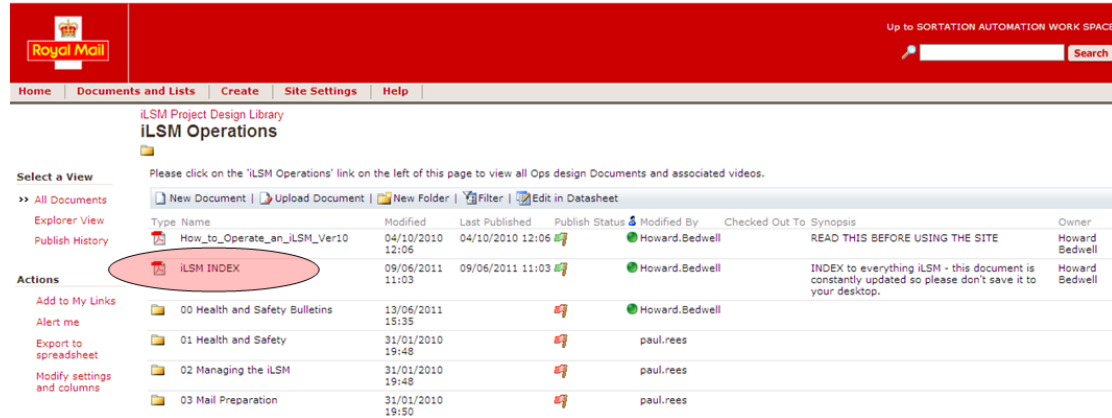 Up to SORTATION AUTOMATION WORK SPACE
Royal Mail
Search
Home Documents and Lists Create Site Settings Help
iLSM Project Design Library
iLSM Operations
Select a View
Please click on the 'iLSM Operations' link on the left of this page to view all Ops design Documents and associated videos.
All Documents
New Document | Upload Document | New Folder | Filter | Edit in Datasheet
Explorer View
Type Name Modified Last Published Publish Status Modified By Checked Out To Synopsis Owner
Publish History
How_to_Operate_an_iLSM_Ver10 04/10/2010 04/10/2010 12:06 Howard.Bedwell READ THIS BEFORE USING THE SITE Howard
12:06 Bedwell
iLSM INDEX 09/06/2011 09/06/2011 11:03 Howard.Bedwell INDEX to everything iLSM - this document is Howard
11:03 constantly updated so please don't save it to Bedwell
your desktop.
Actions
Add to My Links
00 Health and Safety Bulletins 13/06/2011 Howard.Bedwell
15:35
Alert me
01 Health and Safety 31/01/2010 paul.rees
19:48
Export to
spreadsheet
02 Managing the iLSM 31/01/2010 paul.rees
19:48
Modify settings
and columns
03 Mail Preparation 31/01/2010 paul.rees
19:50